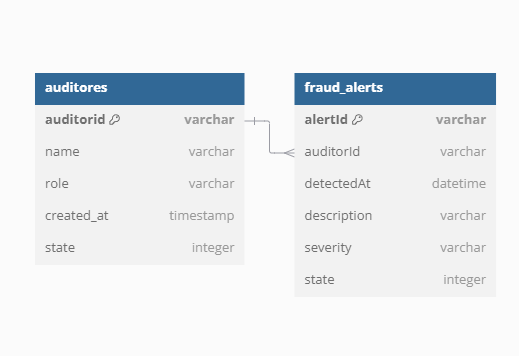 auditores
auditorid varchar
name varchar
role varchar
created_at timestamp
state integer
fraud_alerts
alertId varchar
auditorId varchar
detectedAt datetime
description varchar
severity varchar
state integer